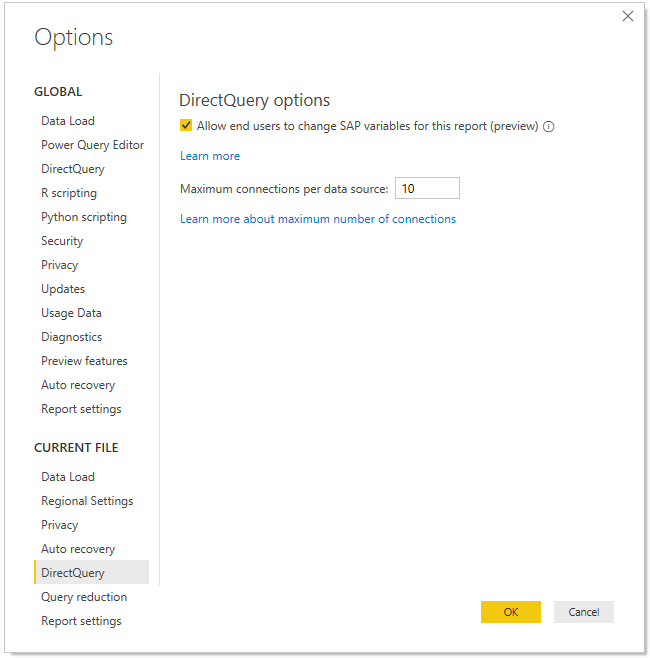 Options
GLOBAL
Data Load
Power Query Editor
DirectQuery
R scripting
Python scripting
Security
Privacy
Updates
Usage Data
Diagnostics
Preview features
Auto recovery
Report settings
CURRENT FILE
Data Load
Regional Settings
Privacy
Auto recovery
DirectQuery
Query reduction
Report settings
DirectQuery options
Allow end users to change SAP variables for this report (preview)
Learn more
Maximum connections per data source: 10
Learn more about maximum number of connections
OK Cancel